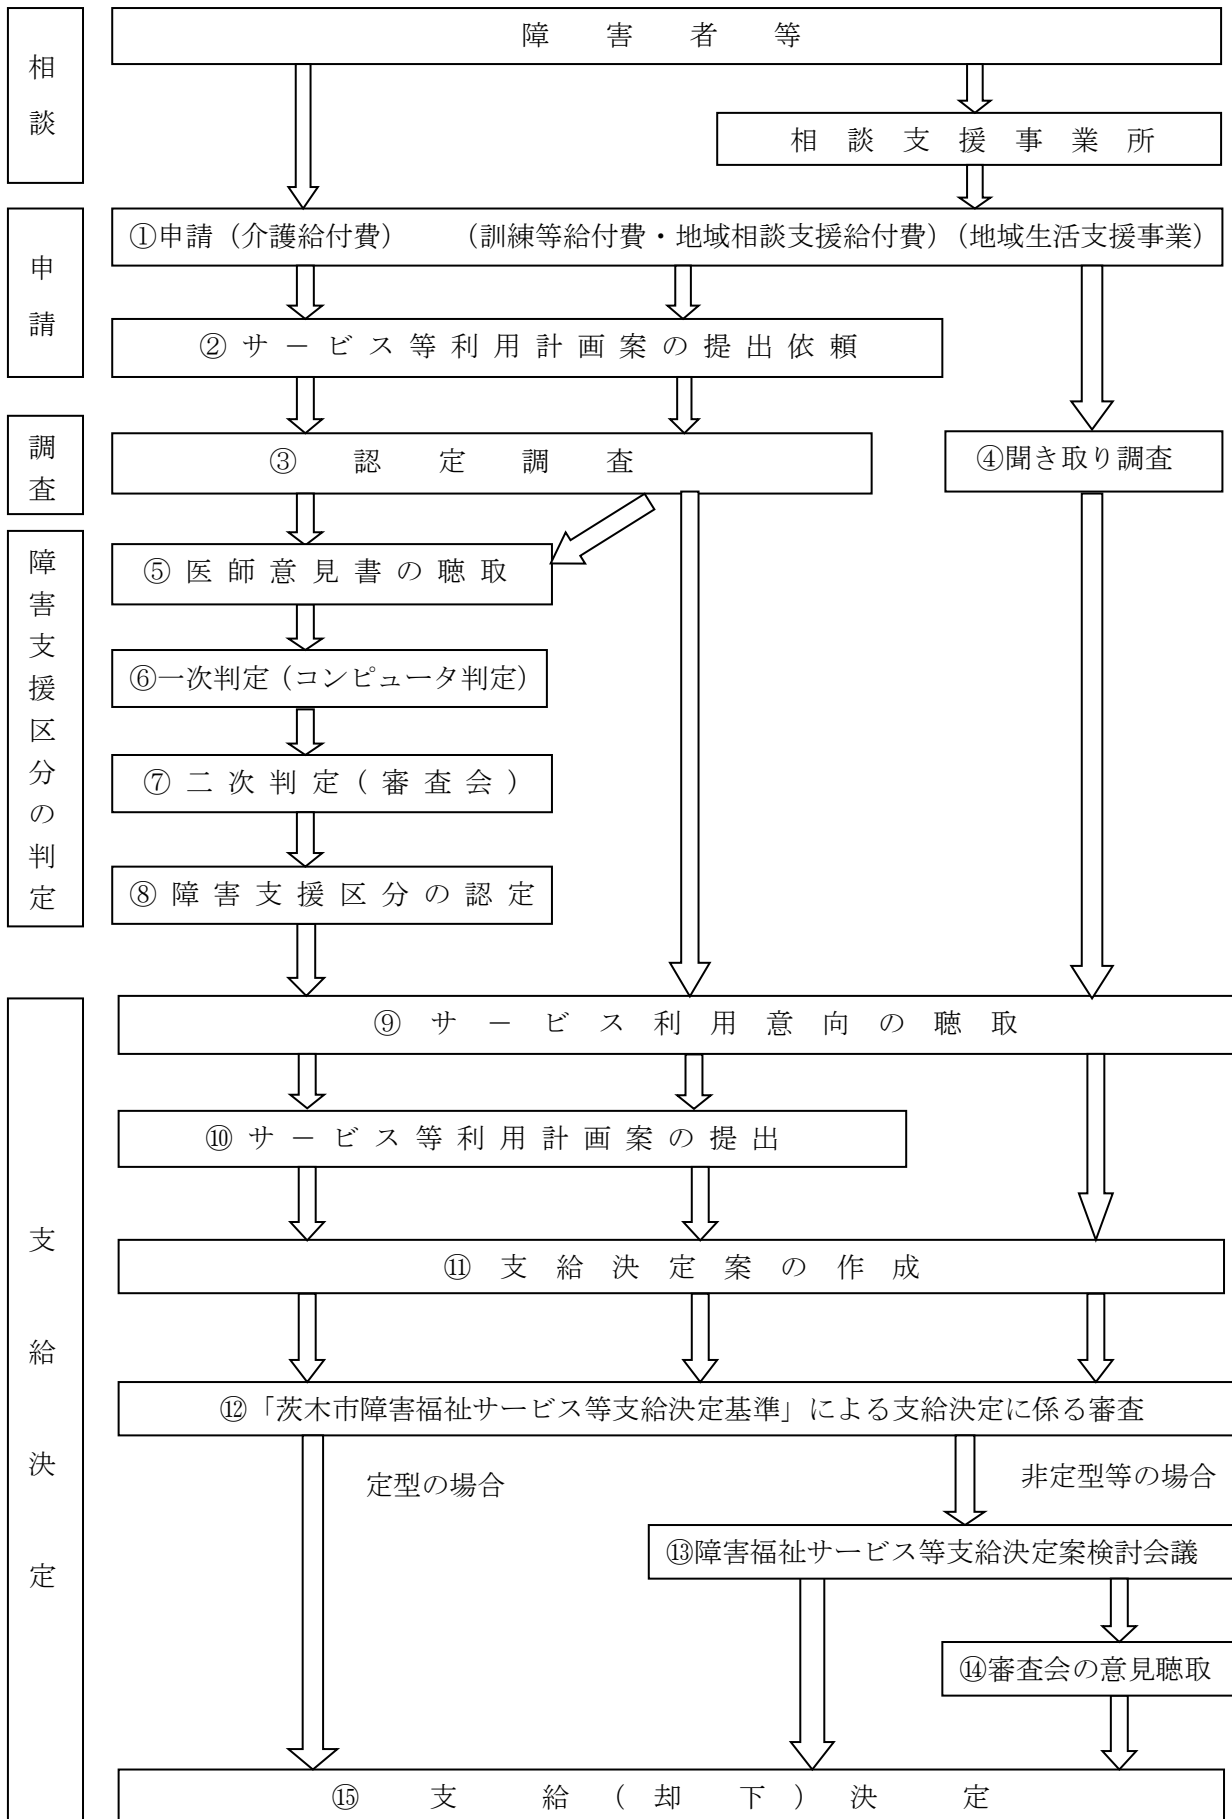 相談
障害者等
相談支援事業所
申請
①申請（介護給付費） （訓練等給付費・地域相談支援給付費）（地域生活支援事業）
②サービス等利用計画案の提出依頼
調査
③認定調査
④聞き取り調査
障害支援区分の判定
⑤医師意見書の聴取
⑥一次判定（コンピュータ判定）
⑦二次判定（審査会）
⑧障害支援区分の認定
支給決定
⑨サービス利用意向の聴取
⑩サービス等利用計画案の提出
⑪支給決定案の作成
⑫「茨木市障害福祉サービス等支給決定基準」による支給決定に係る審査
定型の場合
非定型等の場合
⑬障害福祉サービス等支給決定案検討会議
⑭審査会の意見聴取
⑮支給（却下）決定